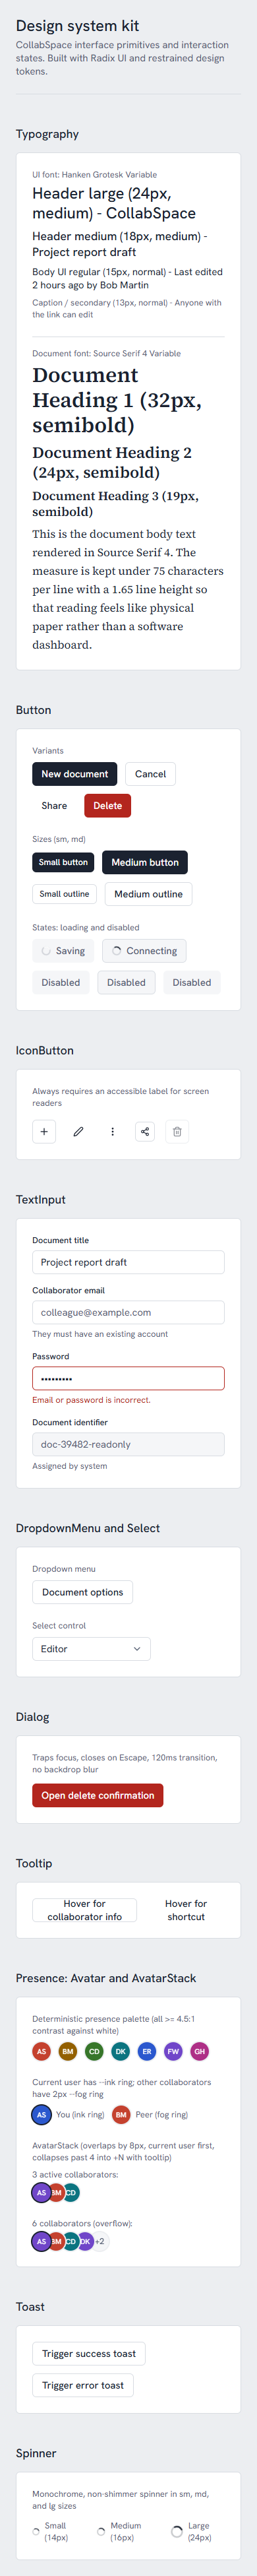 Design system kit
CollabSpace interface primitives and interaction
states. Built with Radix UI and restrained design
tokens.
Typography
UI font: Hanken Grotesk Variable
Header large (24px,
medium) - CollabSpace
Header medium (18px, medium) -
Project report draft
Body UI regular (15px, normal) - Last edited
2 hours ago by Bob Martin
Caption / secondary (13px, normal) - Anyone with
the link can edit
Document font: Source Serif 4 Variable
Document
Heading 1 (32px,
semibold)
Document Heading 2
(24px, semibold)
Document Heading 3 (19px,
semibold)
This is the document body text
rendered in Source Serif 4. The
measure is kept under 75 characters
per line with a 1.65 line height so
that reading feels like physical
paper rather than a software
dashboard.
Button
Variants
New document Cancel
Share Delete
Sizes (sm, md)
Small button Medium button
Small outline Medium outline
States: loading and disabled
Saving Connecting
Disabled Disabled Disabled
IconButton
Always requires an accessible label for screen
readers
TextInput
Document title
Project report draft
Collaborator email
colleague@example.com
They must have an existing account
Password
•••••••••
Email or password is incorrect.
Document identifier
doc-39482-readonly
Assigned by system
DropdownMenu and Select
Dropdown menu
Document options
Select control
Editor
Dialog
Traps focus, closes on Escape, 120ms transition,
no backdrop blur
Open delete confirmation
Tooltip
Hover for
collaborator info
Hover for
shortcut
Presence: Avatar and AvatarStack
Deterministic presence palette (all >= 4.5:1
contrast against white)
AS BM CD DK ER FW GH
Current user has --ink ring; other collaborators
have 2px --fog ring
AS You (ink ring) BM Peer (fog ring)
AvatarStack (overlaps by 8px, current user first,
collapses past 4 into +N with tooltip)
3 active collaborators:
AS BM CD
6 collaborators (overflow):
AS BM CD DK +2
Toast
Trigger success toast
Trigger error toast
Spinner
Monochrome, non-shimmer spinner in sm, md,
and lg sizes
Small
(14px)
Medium
(16px)
Large
(24px)